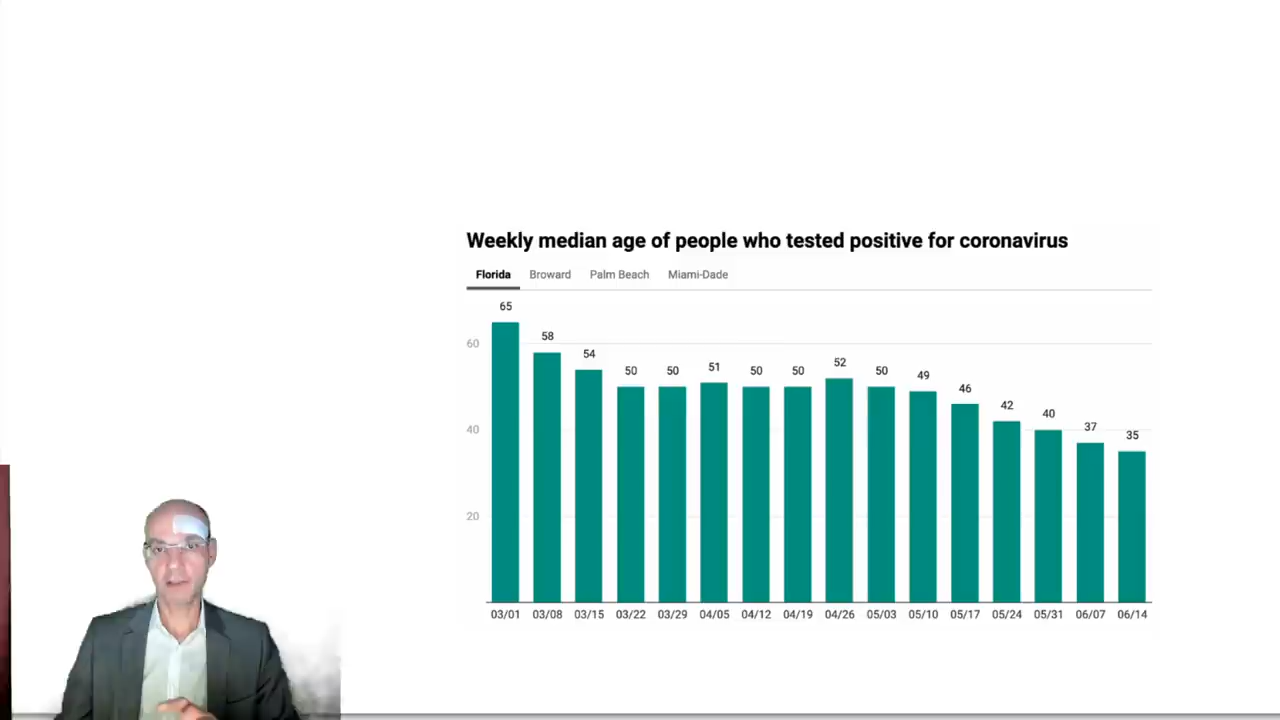 Weekly median age of people who tested positive for coronavirus
Florida Broward Palm Beach Miami-Dade
65 58 54 50 50 51 50 50 52 50 49 46 42 40 37 35
60
40
20
03/01 03/08 03/15 03/22 03/29 04/05 04/12 04/19 04/26 05/03 05/10 05/17 05/24 05/31 06/07 06/14